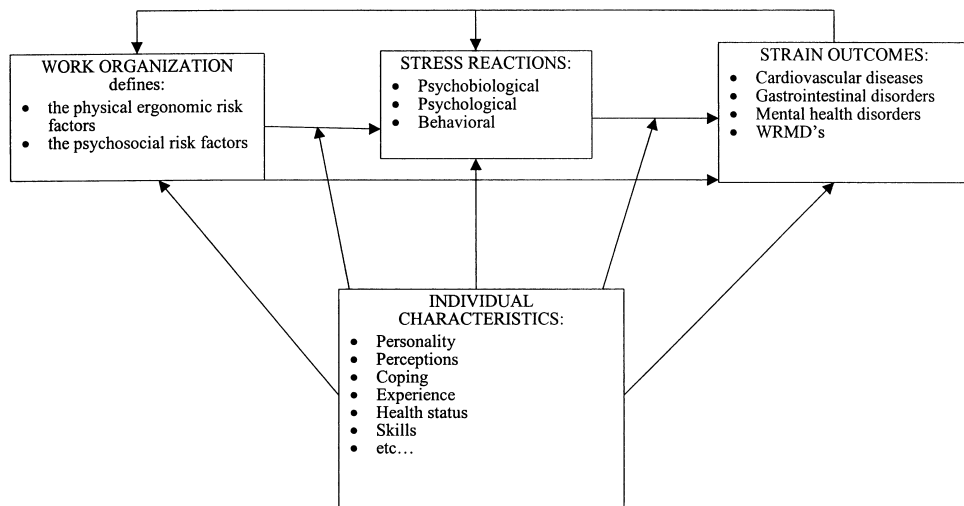 WORK ORGANIZATION
defines:
• the physical ergonomic risk
factors
• the psychosocial risk factors
STRESS REACTIONS:
• Psychobiological
• Psychological
• Behavioral
STRAIN OUTCOMES:
• Cardiovascular diseases
• Gastrointestinal disorders
• Mental health disorders
• WRMD's
INDIVIDUAL
CHARACTERISTICS:
• Personality
• Perceptions
• Coping
• Experience
• Health status
• Skills
• etc…